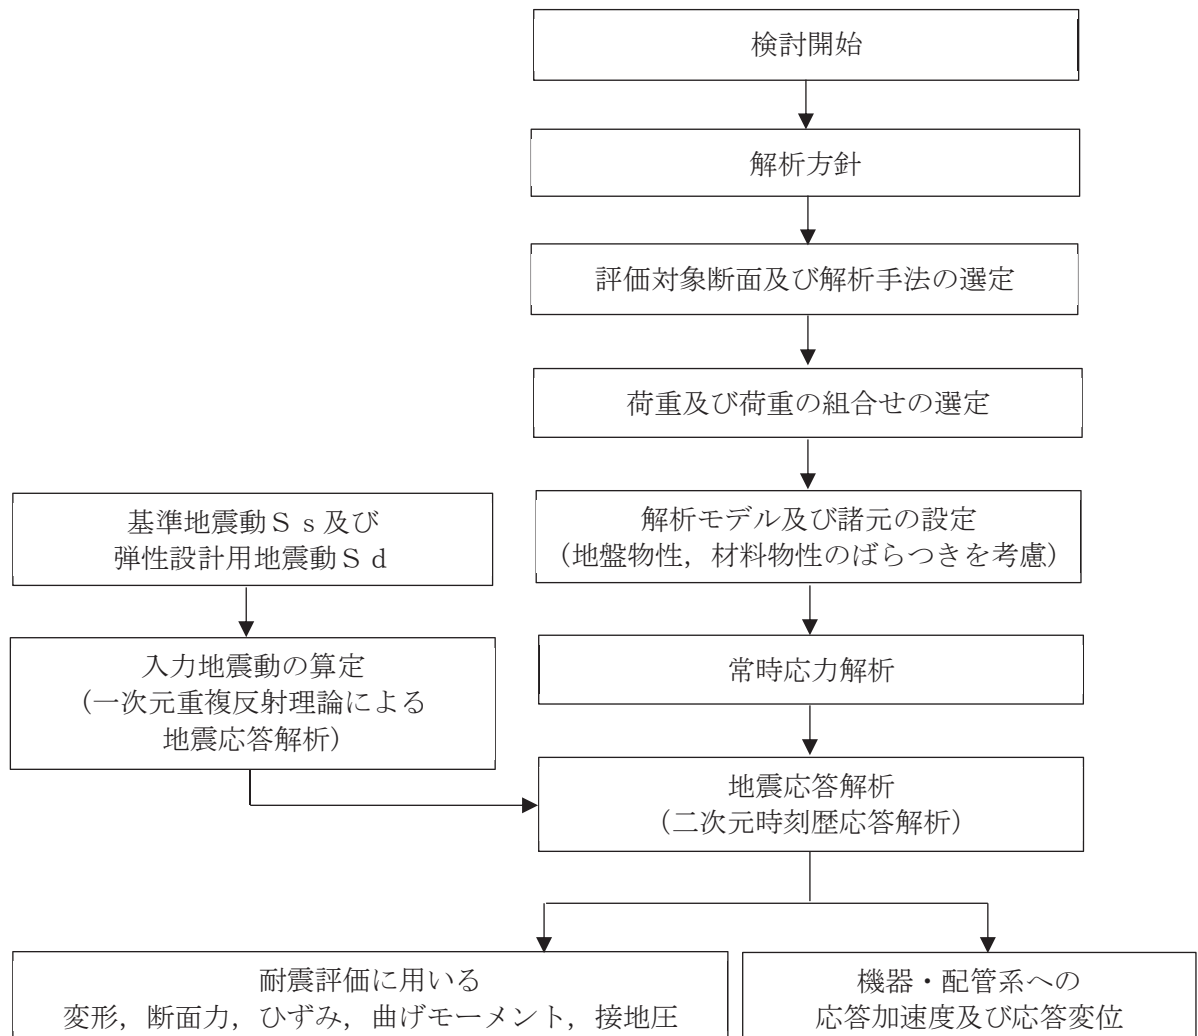 検討開始
解析方針
評価対象断面及び解析手法の選定
荷重及び荷重の組合せの選定
基準地震動Ｓｓ及び
弾性設計用地震動Ｓｄ
解析モデル及び諸元の設定
（地盤物性，材料物性のばらつきを考慮）
入力地震動の算定
（一次元重複反射理論による
地震応答解析）
常時応力解析
地震応答解析
（二次元時刻歴応答解析）
耐震評価に用いる
変形，断面力，ひずみ，曲げモーメント，接地圧
機器・配管系への
応答加速度及び応答変位